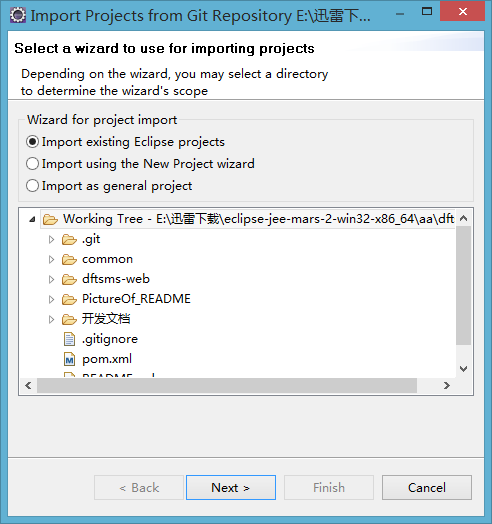 Import Projects from Git Repository E:\迅雷下...
Select a wizard to use for importing projects
Depending on the wizard, you may select a directory
to determine the wizard's scope
Wizard for project import
Import existing Eclipse projects
Import using the New Project wizard
Import as general project
Working Tree - E:\迅雷下载\eclipse-jee-mars-2-win32-x86_64\aa\dft
.git
common
dftsms-web
PictureOf_README
开发文档
.gitignore
pom.xml
< Back
Next >
Finish
Cancel